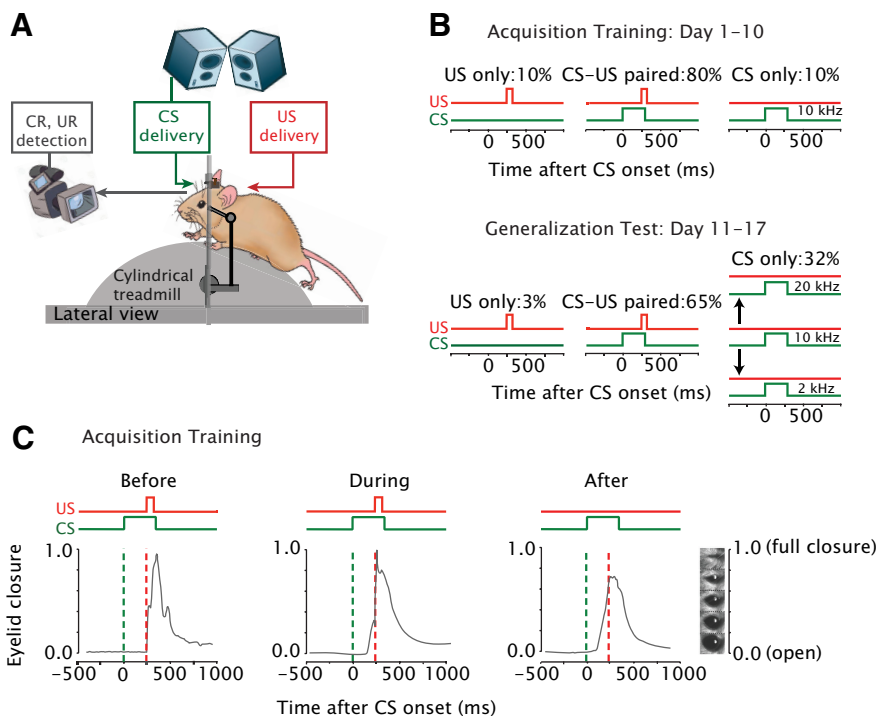 A
CR, UR
detection
CS
delivery
US
delivery
Cylindrical
treadmill
Lateral view
B
Acquisition Training: Day 1–10
US only:10% CS-US paired:80% CS only:10%
US
CS
10 kHz
0 500 0 500 0 500
Time aftert CS onset (ms)
Generalization Test: Day 11–17
CS only:32%
20 kHz
US only:3% CS-US paired:65%
US
CS
10 kHz
0 500 0 500
Time after CS onset (ms)
2 kHz
0 500
C
Acquisition Training
Before During After
US
CS
Eyelid closure
1.0 1.0 1.0 1.0 (full closure)
0.0 0.0 0.0 0.0 (open)
−500 0 500 1000 −500 0 500 1000 −500 0 500 1000
Time after CS onset (ms)